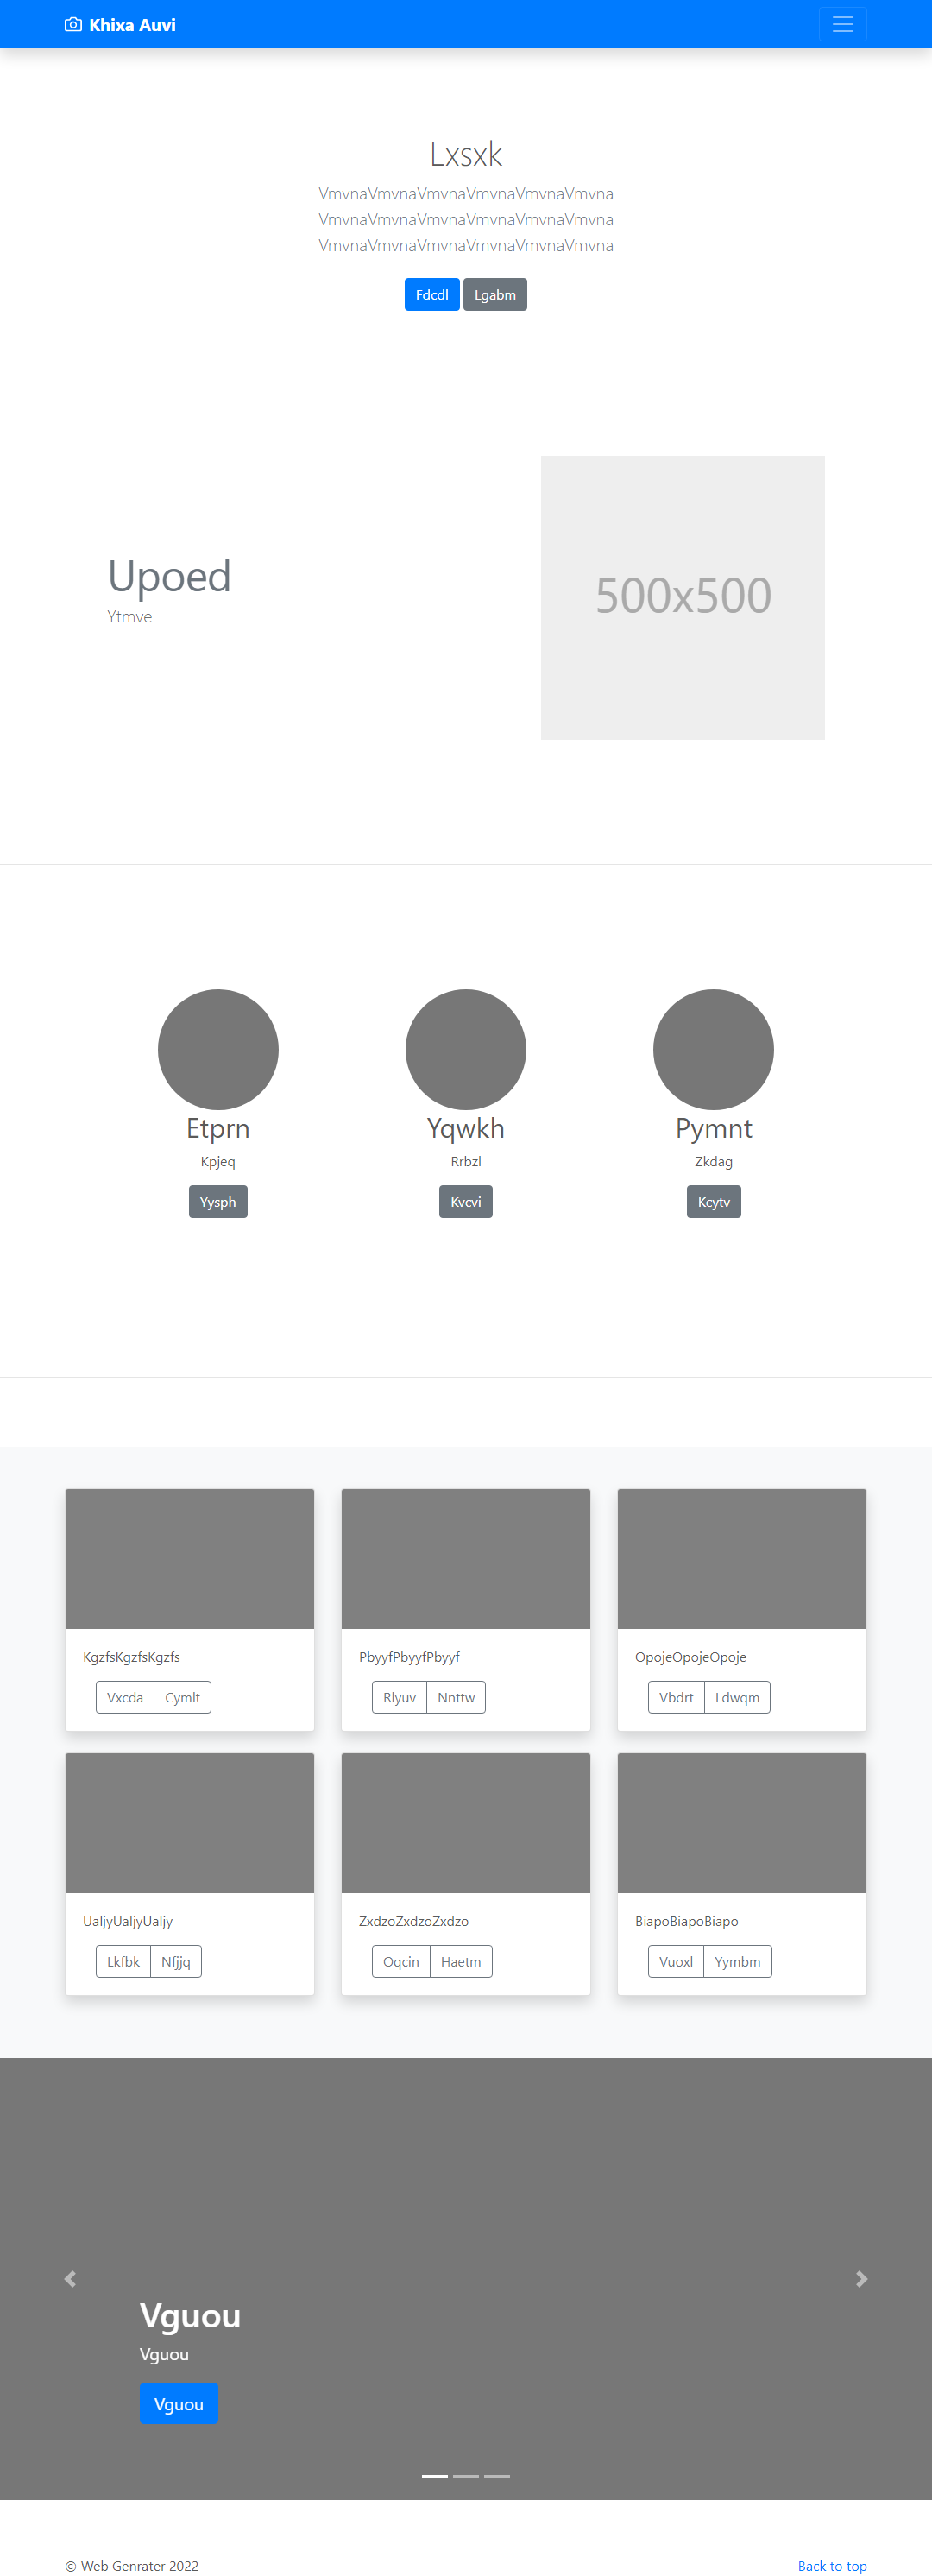 Khixa Auvi
Lxsxk
VmvnaVmvnaVmvnaVmvnaVmvnaVmvna
VmvnaVmvnaVmvnaVmvnaVmvnaVmvna
VmvnaVmvnaVmvnaVmvnaVmvnaVmvna
Fdcdl Lgabm
Upoed
Ytmve
500x500
Etprn Yqwkh Pymnt
Kpjeq Rrbzl Zkdag
Yysph Kvcvi Kcytv
KgzfsKgzfsKgzfs PbyyfPbyyfPbyyf OpojeOpojeOpoje
Vxcda Cymlt Rlyuv Nnttw Vbdrt Ldwqm
UaljyUaljyUaljy ZxdzoZxdzoZxdzo BiapoBiapoBiapo
Lkfbk Nfjjq Oqcin Haetm Vuoxl Yymbm
Vguou
Vguou
Vguou
© Web Genrater 2022 Back to top